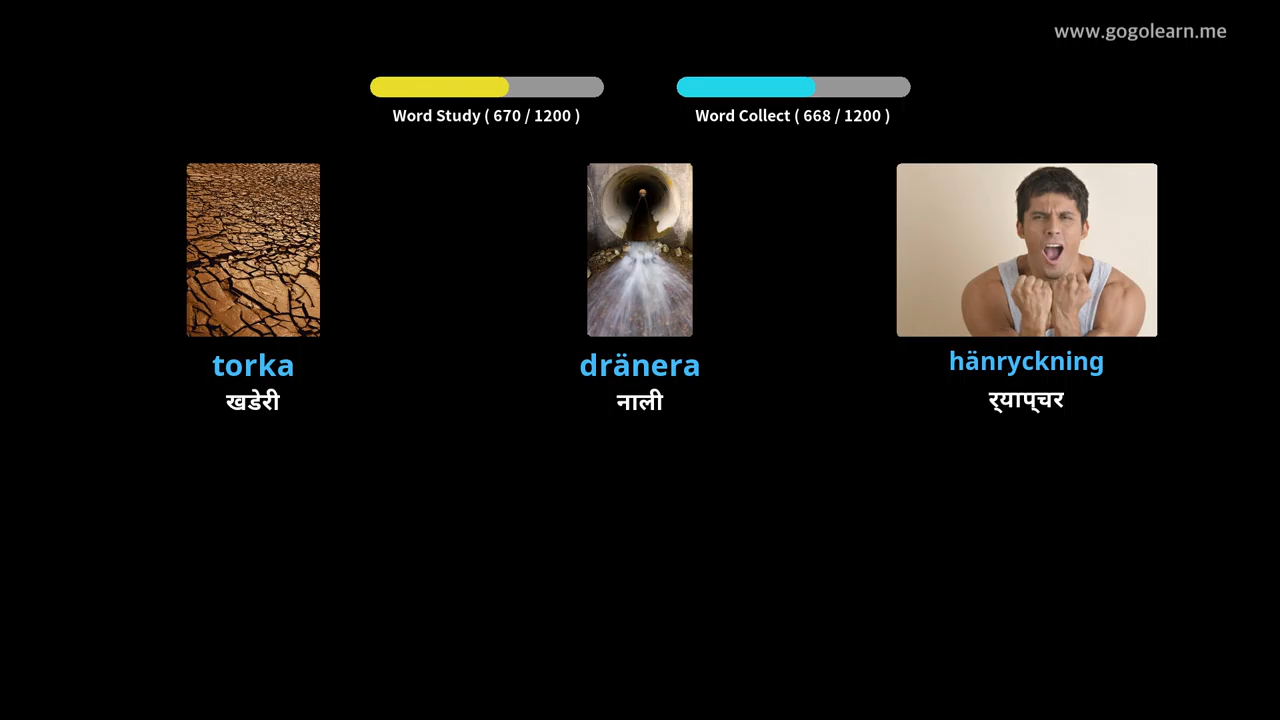 www.gogolearn.me
Word Study ( 670 / 1200 )
Word Collect ( 668 / 1200 )
torka
dränera
hänryckning
खडेरी
नाली
र्‍याप्चर